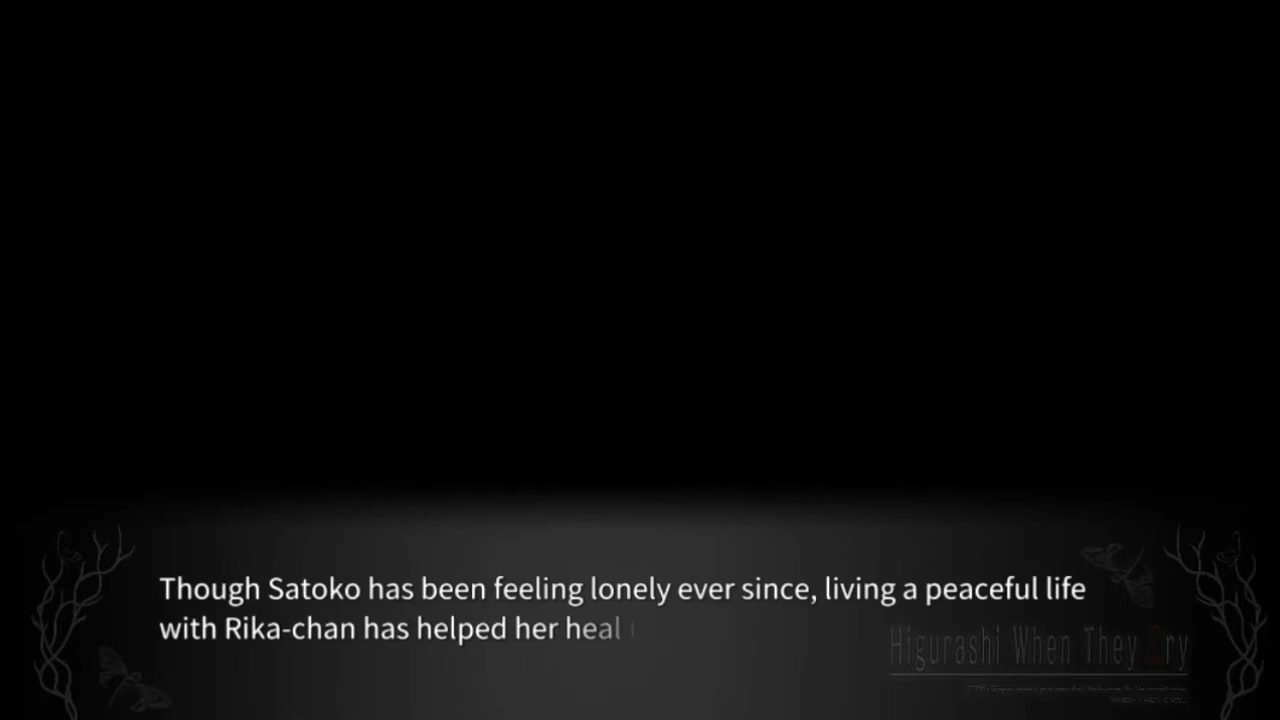 Though Satoko has been feeling lonely ever since, living a peaceful life
with Rika-chan has helped her heal
Higurashi When They Cry